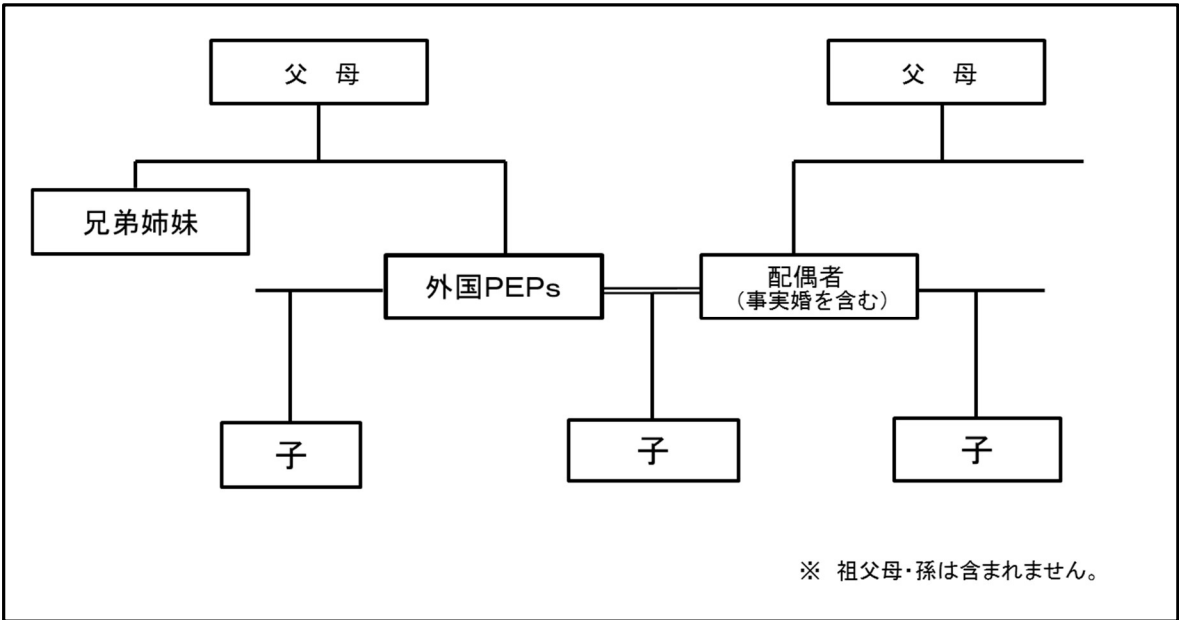 父　母
父　母
兄弟姉妹
外国PEPs
配偶者
（事実婚を含む）
子
子
子
※　祖父母・孫は含まれません。